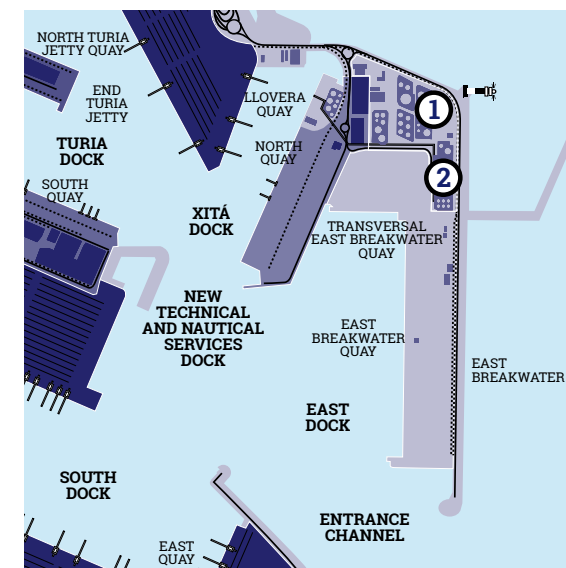 NORTH TURIA
JETTY QUAY
END
TURIA
JETTY
LLOVERA
QUAY
1
TURIA
DOCK
NORTH
QUAY
2
SOUTH
QUAY
XITÁ
DOCK
TRANSVERSAL
EAST BREAKWATER
QUAY
NEW
TECHNICAL
AND NAUTICAL
SERVICES
DOCK
EAST
BREAKWATER
QUAY
EAST
BREAKWATER
EAST
DOCK
SOUTH
DOCK
ENTRANCE
CHANNEL
EAST
QUAY